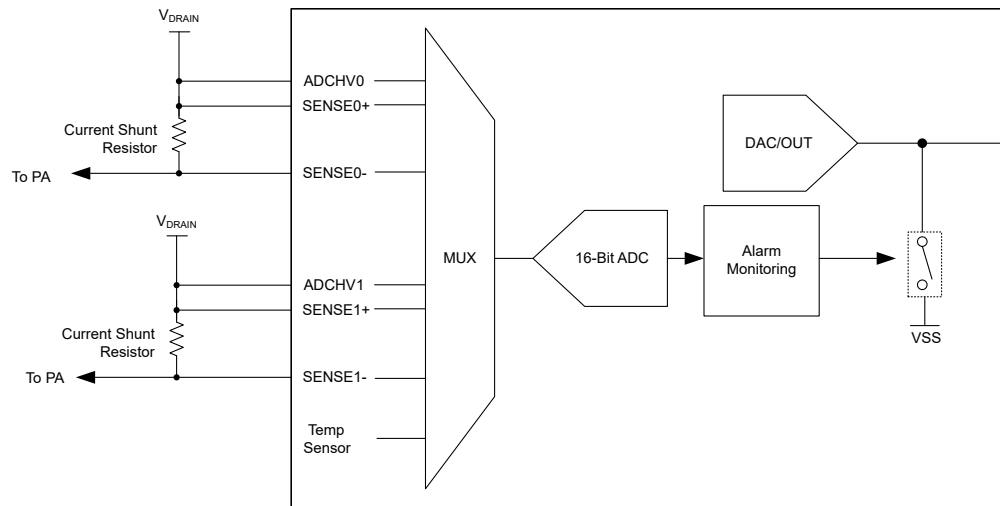 VDRAIN
ADCHV0
SENSE0+
Current Shunt
Resistor
To PA
SENSE0-
VDRAIN
ADCHV1
SENSE1+
Current Shunt
Resistor
To PA
SENSE1-
Temp
Sensor
MUX
16-Bit ADC
DAC/OUT
Alarm
Monitoring
VSS